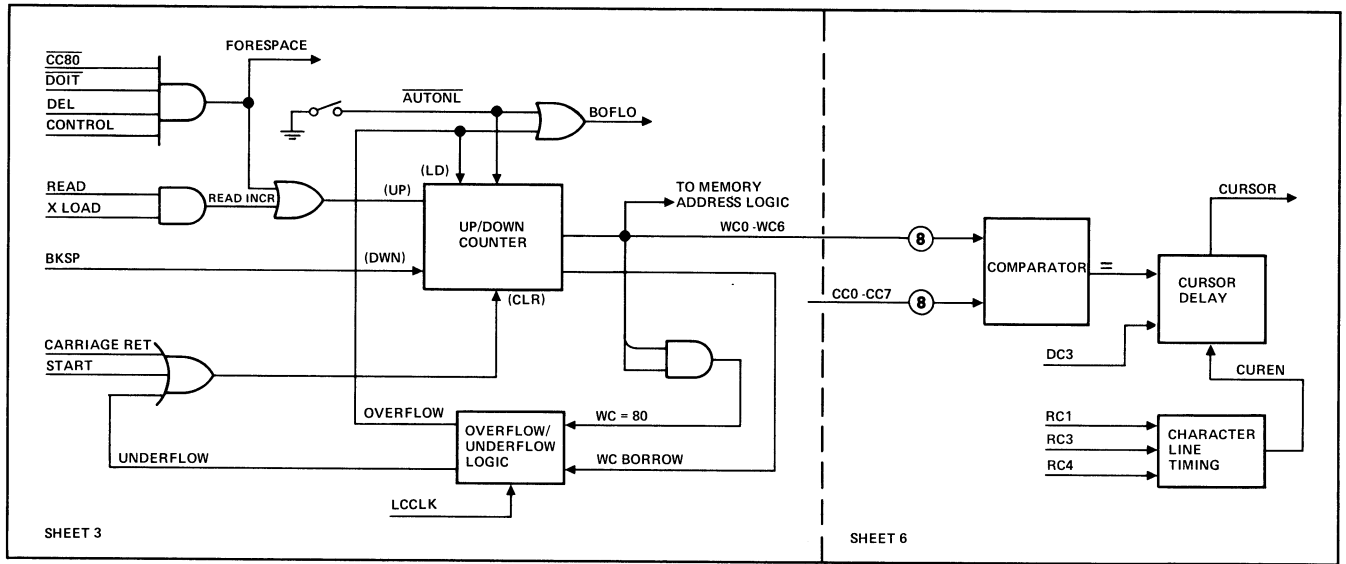 FORESPACE
CC80
DOIT
DEL
CONTROL
AUTONL
BOFLO
(LD)
READ
X LOAD
READ INCR
(UP)
UP/DOWN
COUNTER
TO MEMORY
ADDRESS LOGIC
WC0 -WC6
8
BKSP
(DWN)
(CLR)
CC0 -CC7
8
COMPARATOR
=
CURSOR
CURSOR
DELAY
DC3
CUREN
CARRIAGE RET
START
OVERFLOW
UNDERFLOW
OVERFLOW/
UNDERFLOW
LOGIC
WC = 80
WC BORROW
LCCLK
RC1
RC3
RC4
CHARACTER
LINE
TIMING
SHEET 3
SHEET 6